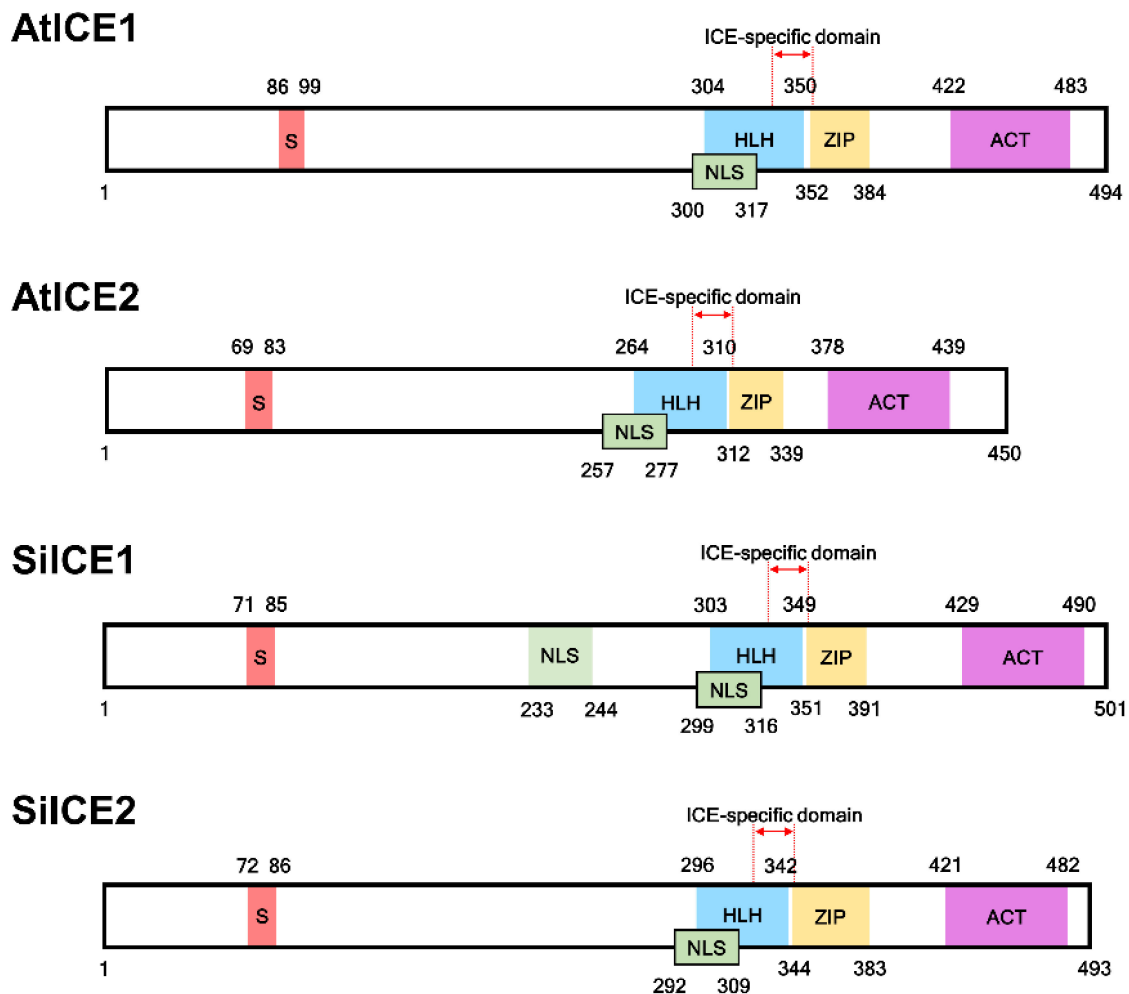 AtICE1
ICE-specific domain
86 99 304 350 422 483
S HLH ZIP ACT
NLS
1 352 384 494
300 317
AtICE2
ICE-specific domain
69 83 264 310 378 439
S HLH ZIP ACT
NLS
1 312 339 450
257 277
SiICE1
ICE-specific domain
71 85 303 349 429 490
S NLS HLH ZIP ACT
NLS
1 233 244 351 391 501
299 316
SiICE2
ICE-specific domain
72 86 296 342 421 482
S HLH ZIP ACT
NLS
1 344 383 493
292 309